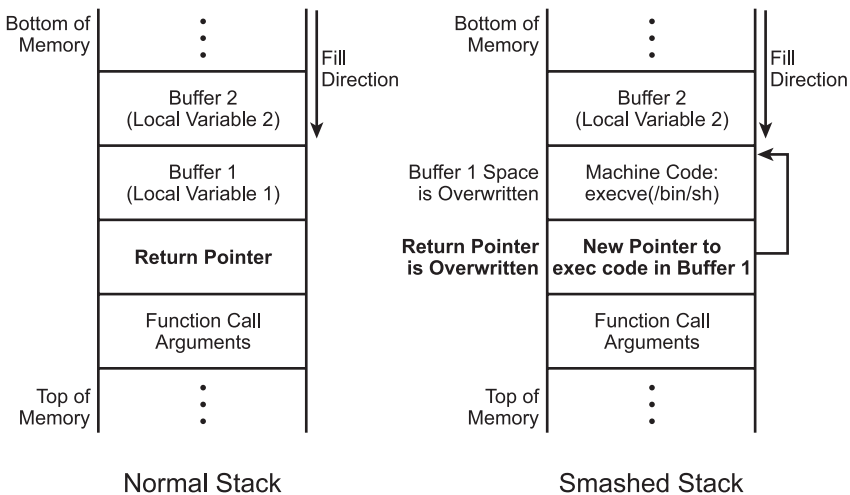 Bottom of
Memory
Fill
Direction
Buffer 2
(Local Variable 2)
Buffer 1
(Local Variable 1)
Return Pointer
Function Call
Arguments
Top of
Memory
Normal Stack
Bottom of
Memory
Fill
Direction
Buffer 2
(Local Variable 2)
Buffer 1 Space
is Overwritten
Machine Code:
execve(/bin/sh)
Return Pointer
is Overwritten
New Pointer to
exec code in Buffer 1
Function Call
Arguments
Top of
Memory
Smashed Stack